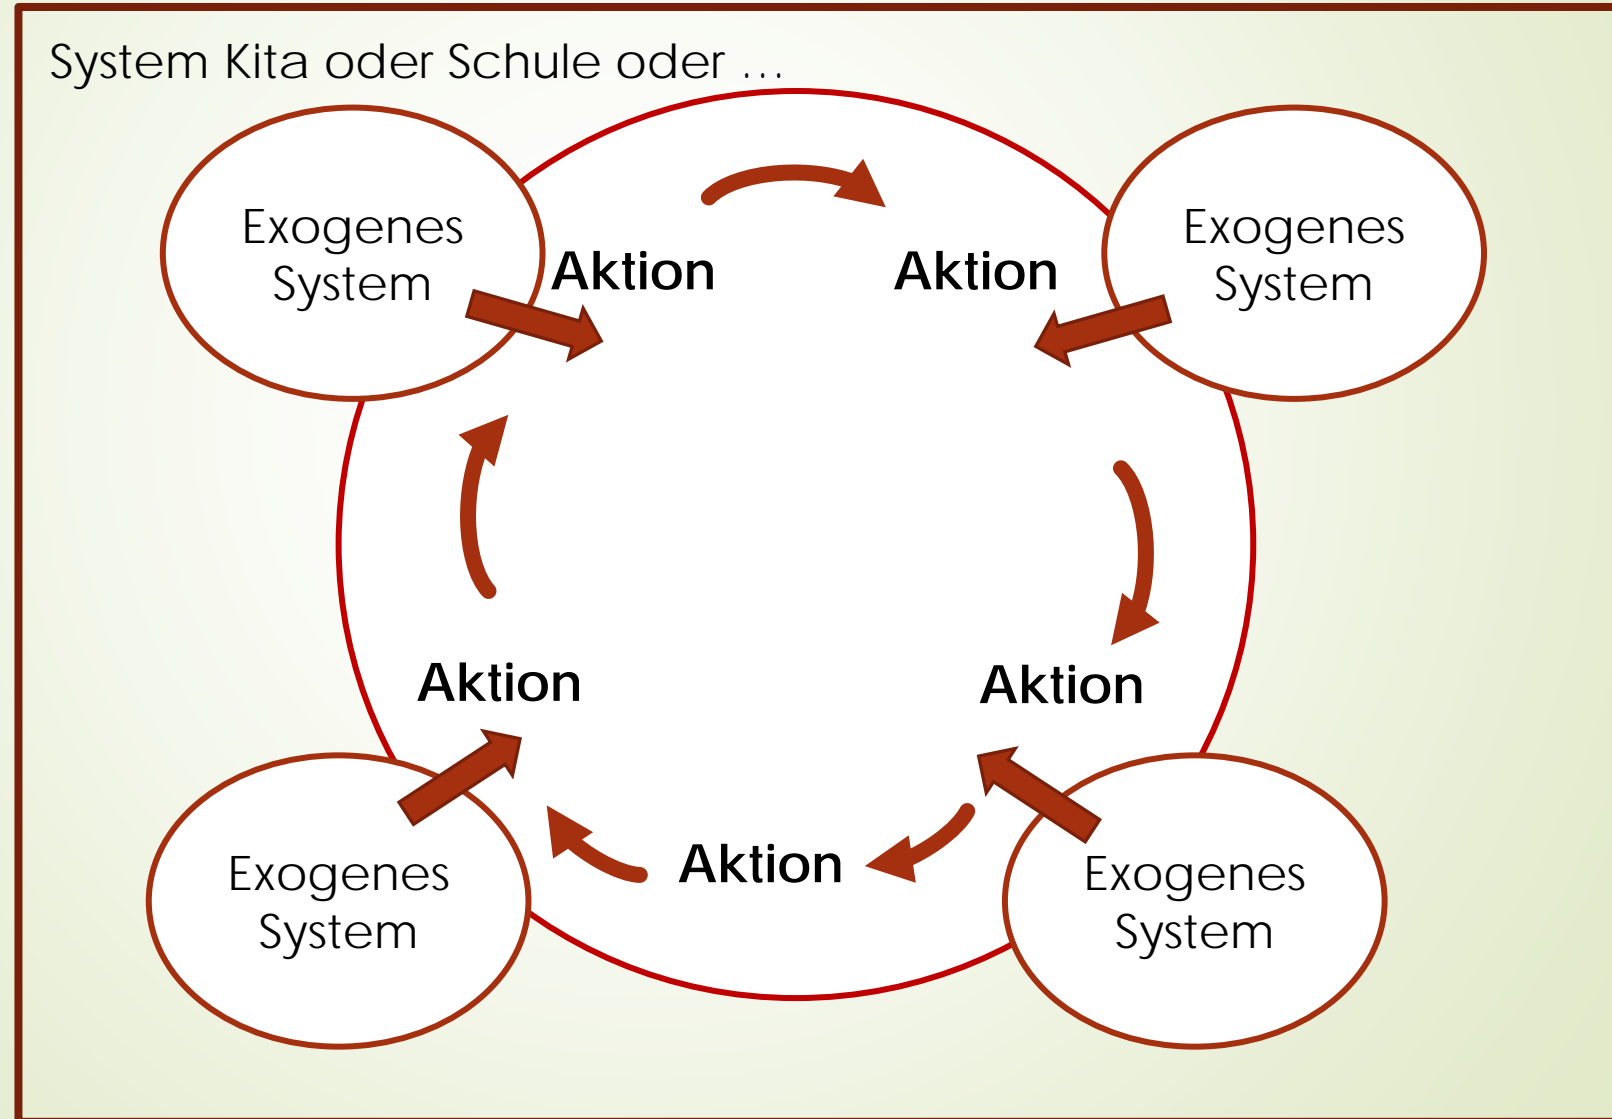 System Kita oder Schule oder …
Exogenes
System
Exogenes
System
Aktion
Aktion
Aktion
Aktion
Aktion
Exogenes
System
Exogenes
System